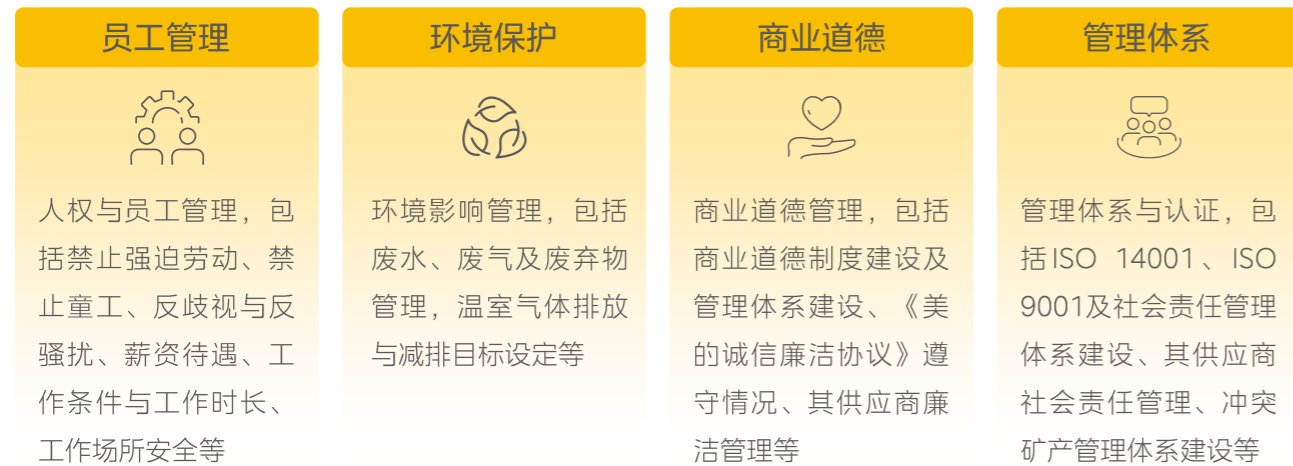 员工管理
人权与员工管理，包
括禁止强迫劳动、禁
止童工、反歧视与反
骚扰、薪资待遇、工
作条件与工作时长、
工作场所安全等
环境保护
环境影响管理，包括
废水、废气及废弃物
管理，温室气体排放
与减排目标设定等
商业道德
商业道德管理，包括
商业道德制度建设及
管理体系建设、《美
的诚信廉洁协议》遵
守情况、其供应商廉
洁管理等
管理体系
管理体系与认证，包
括ISO 14001、ISO
9001及社会责任管理
体系建设、其供应商
社会责任管理、冲突
矿产管理体系建设等